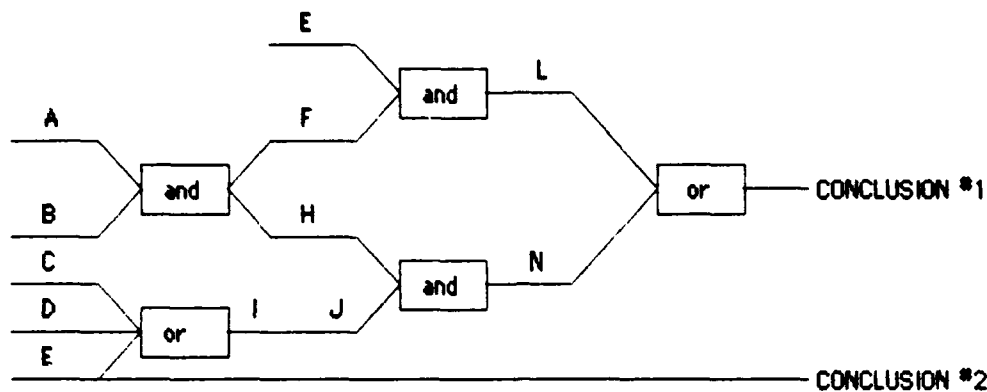 E
and
L
A
F
and
or
CONCLUSION #1
B
H
C
and
N
D
or
I
J
E
CONCLUSION #2